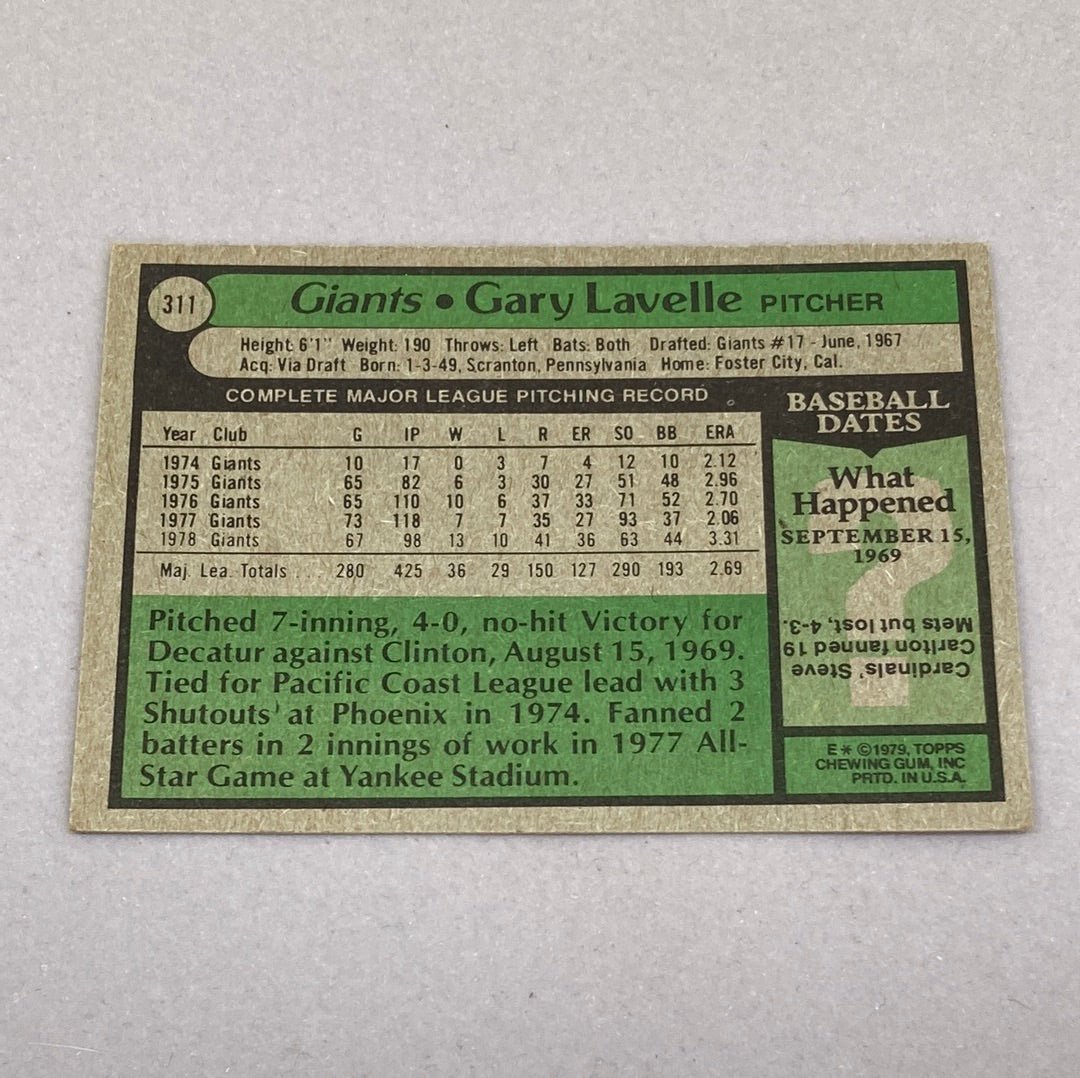 311
Giants • Gary Lavelle PITCHER
Height: 6'1" Weight: 190 Throws: Left Bats: Both Drafted: Giants #17 - June, 1967
Acq: Via Draft Born: 1-3-49, Scranton, Pennsylvania Home: Foster City, Cal.
COMPLETE MAJOR LEAGUE PITCHING RECORD
Year Club G IP W L R ER SO BB ERA
1974 Giants 10 17 0 3 7 4 12 10 2.12
1975 Giants 65 82 6 3 30 27 51 48 2.96
1976 Giants 65 110 10 6 37 33 71 52 2.70
1977 Giants 73 118 7 7 35 27 93 37 2.06
1978 Giants 67 98 13 10 41 36 63 44 3.31
Maj. Lea. Totals ... 280 425 36 29 150 127 290 193 2.69
Pitched 7-inning, 4-0, no-hit Victory for
Decatur against Clinton, August 15, 1969.
Tied for Pacific Coast League lead with 3
Shutouts at Phoenix in 1974. Fanned 2
batters in 2 innings of work in 1977 All-
Star Game at Yankee Stadium.
BASEBALL
DATES
What
Happened
SEPTEMBER 15,
1969
Cardinals' Steve
Carlton fanned 19
Mets but lost, 4-3.
E✱ ©1979, TOPPS
CHEWING GUM, INC
PRTD. IN U.S.A.